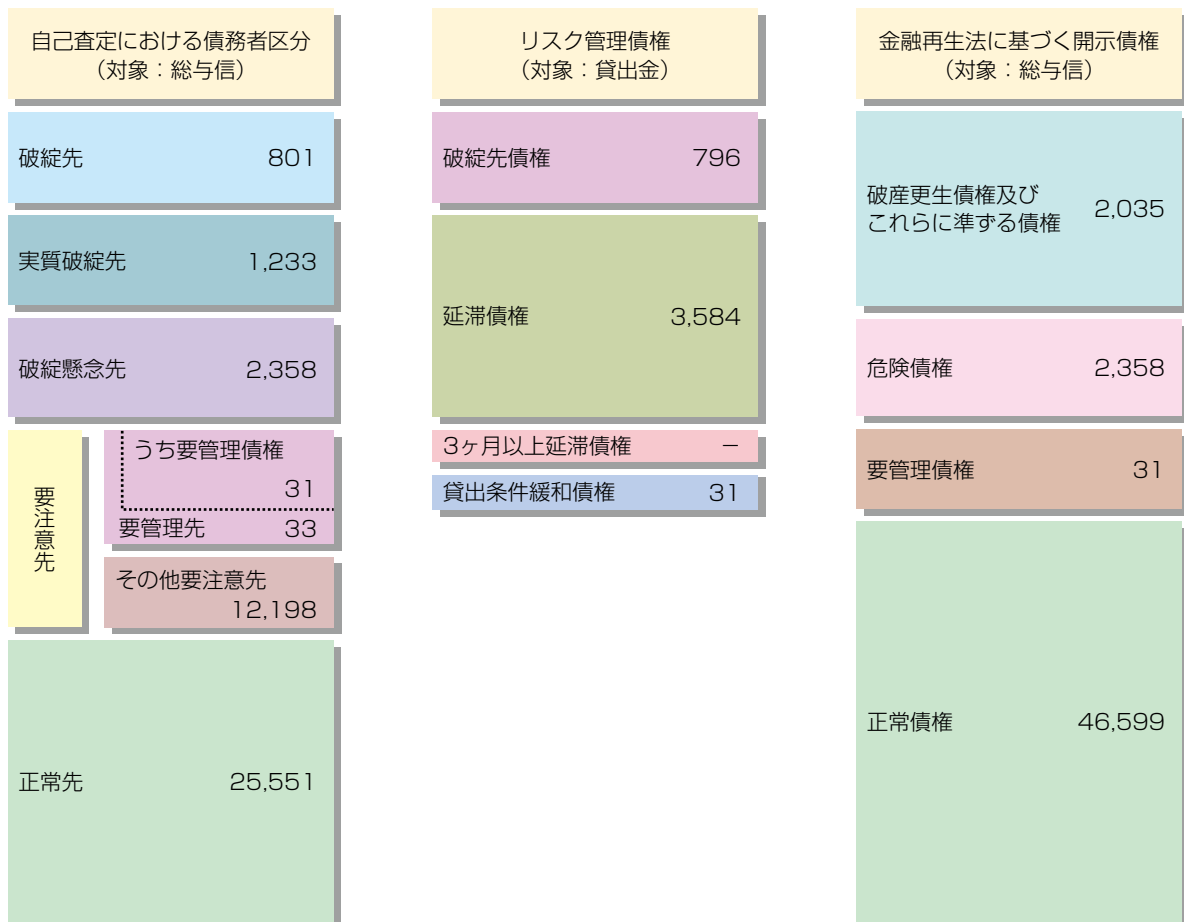 自己査定における債務者区分
（対象：総与信）
破綻先 801
実質破綻先 1,233
破綻懸念先 2,358
要注意先
うち要管理債権
31
要管理先 33
その他要注意先
12,198
正常先 25,551
リスク管理債権
（対象：貸出金）
破綻先債権 796
延滞債権 3,584
3ヶ月以上延滞債権 －
貸出条件緩和債権 31
金融再生法に基づく開示債権
（対象：総与信）
破産更生債権及び
これらに準ずる債権 2,035
危険債権 2,358
要管理債権 31
正常債権 46,599